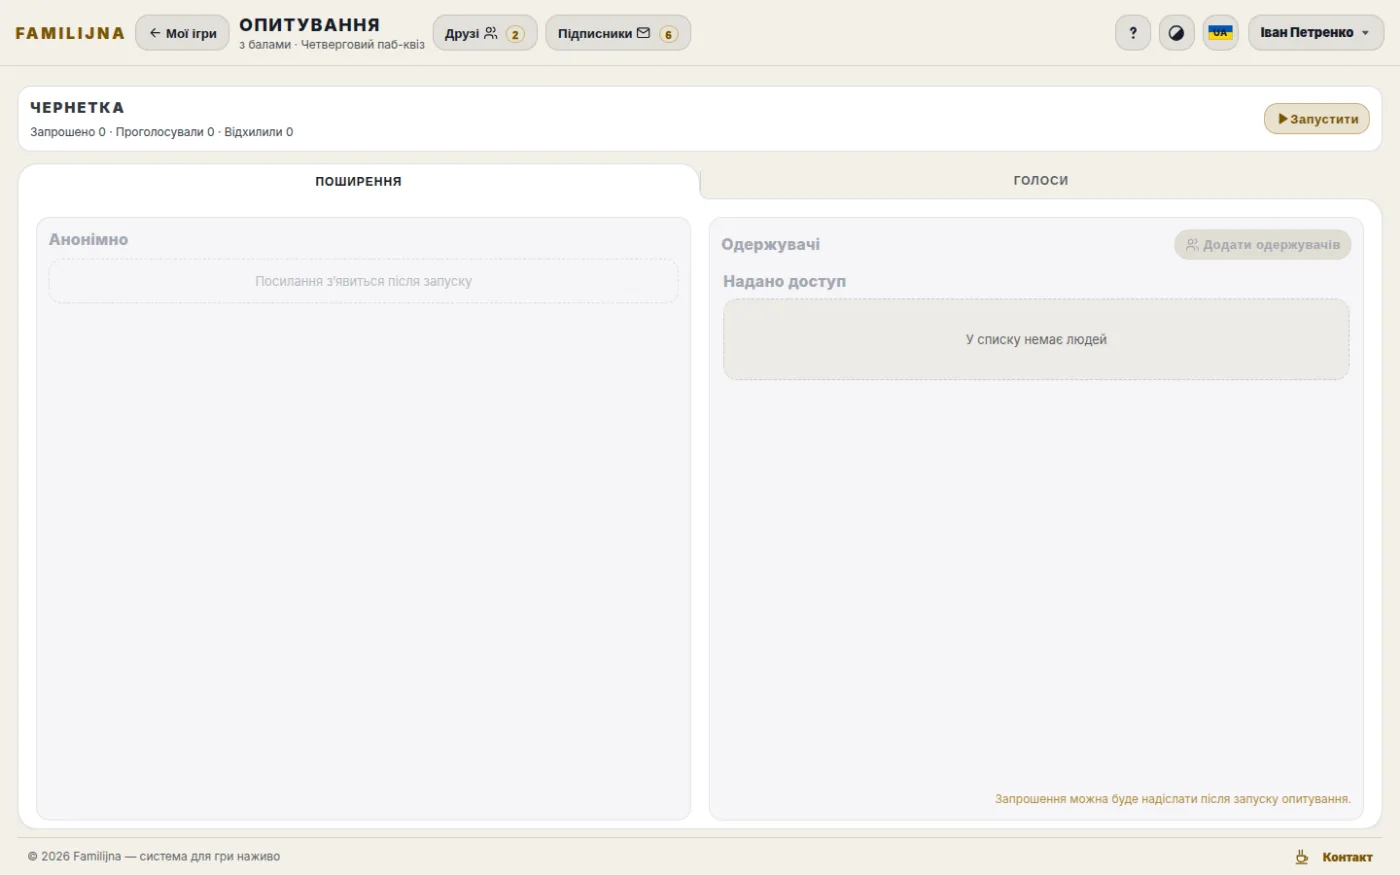 FAMILIJNA
← Мої ігри
ОПИТУВАННЯ
з балами · Четверговий паб-квіз
Друзі 2
Підписники 6
?
UA
Іван Петренко
ЧЕРНЕТКА
Запрошено 0 · Проголосували 0 · Відхилили 0
Запустити
ПОШИРЕННЯ
ГОЛОСИ
Анонімно
Посилання з'явиться після запуску
Одержувачі
Додати одержувачів
Надано доступ
У списку немає людей
Запрошення можна буде надіслати після запуску опитування.
© 2026 Familijna — система для гри наживо
Контакт